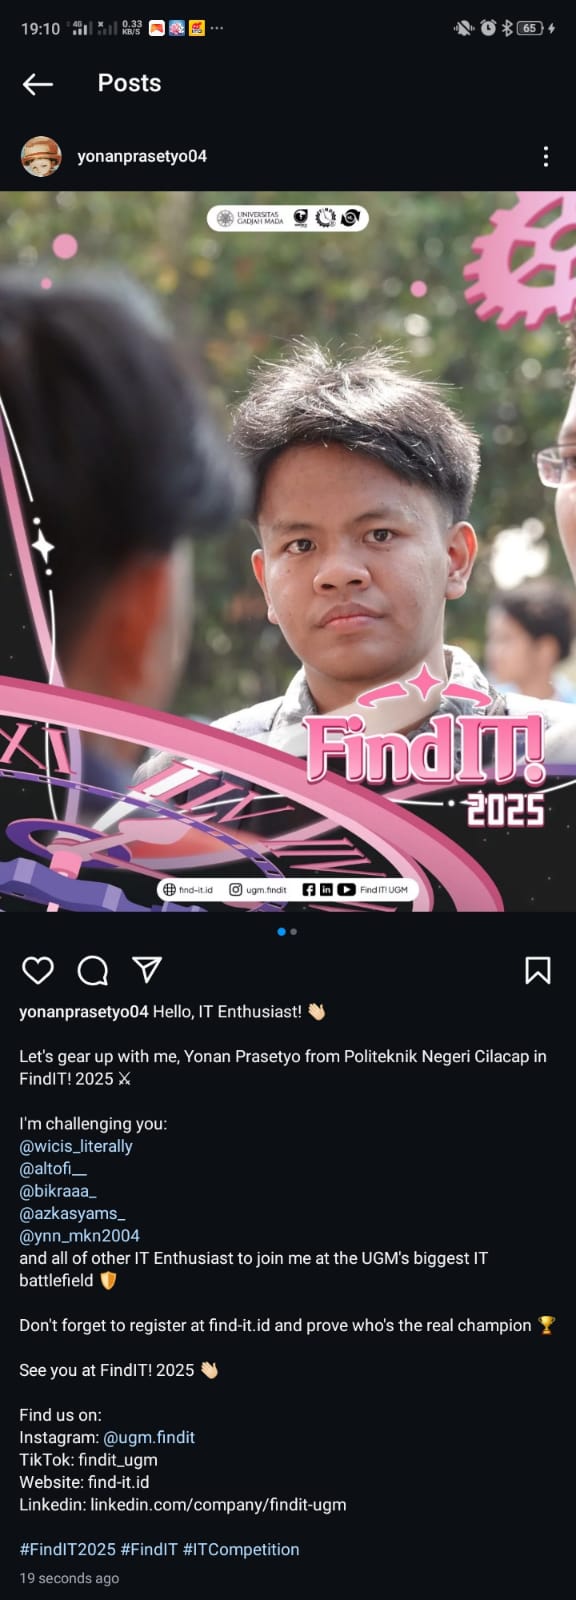 19:10
4G
0.33
KB/S
65
Posts
yonanprasetyo04
UNIVERSITAS
GADJAH MADA
XI
FindIT!
2025
find-it.id
ugm.findit
FindIT! UGM
yonanprasetyo04 Hello, IT Enthusiast! 👋🏻
Let's gear up with me, Yonan Prasetyo from Politeknik Negeri Cilacap in
FindIT! 2025 ⚔
I'm challenging you:
@wicis_literally
@altofi__
@bikraaa_
@azkasyams_
@ynn_mkn2004
and all of other IT Enthusiast to join me at the UGM's biggest IT
battlefield 🛡️
Don't forget to register at find-it.id and prove who's the real champion 🏆
See you at FindIT! 2025 👋🏻
Find us on:
Instagram: @ugm.findit
TikTok: findit_ugm
Website: find-it.id
Linkedin: linkedin.com/company/findit-ugm
#FindIT2025 #FindIT #ITCompetition
19 seconds ago